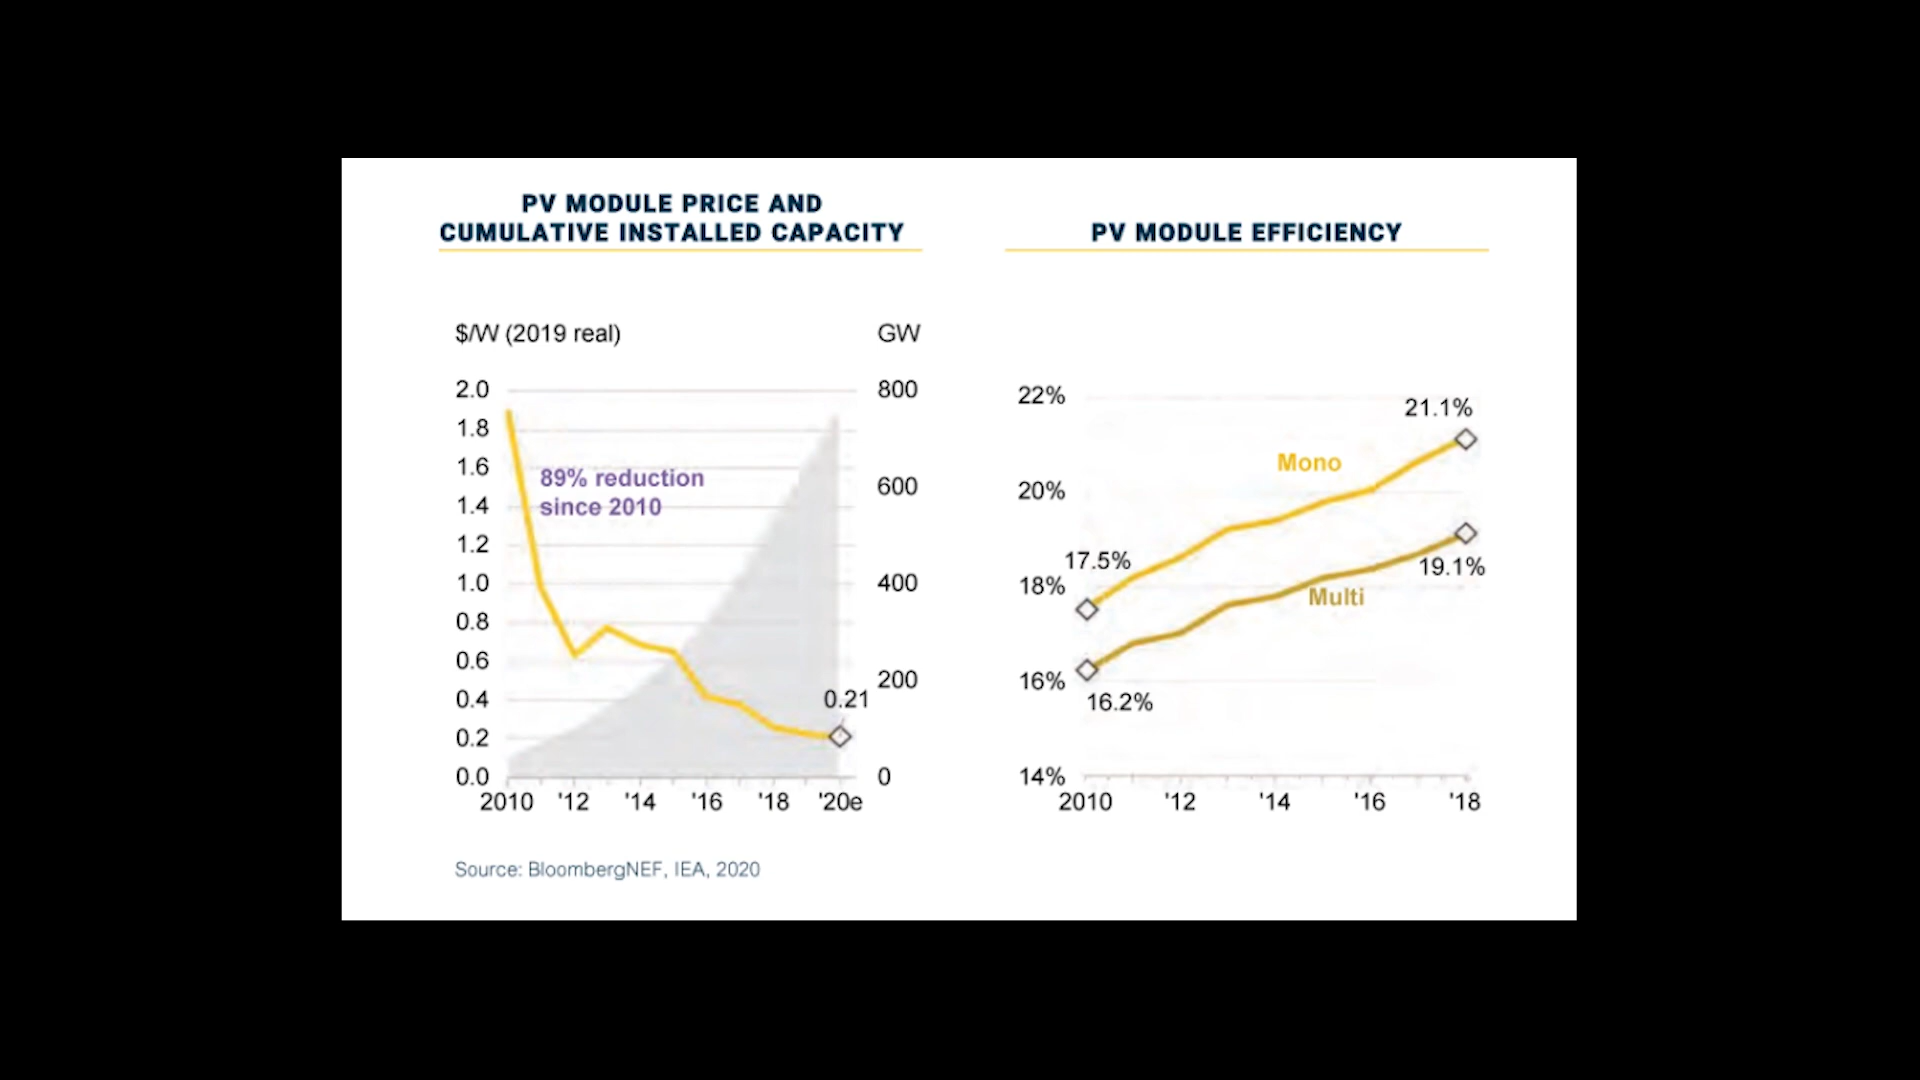 PV MODULE PRICE AND
CUMULATIVE INSTALLED CAPACITY
$/W (2019 real)
GW
2.0
1.8
1.6
1.4
1.2
1.0
0.8
0.6
0.4
0.2
0.0
800
600
400
200
0
89% reduction
since 2010
0.21
2010 '12 '14 '16 '18 '20e
Source: BloombergNEF, IEA, 2020
PV MODULE EFFICIENCY
22%
20%
18%
16%
14%
21.1%
Mono
17.5%
19.1%
Multi
16.2%
2010 '12 '14 '16 '18